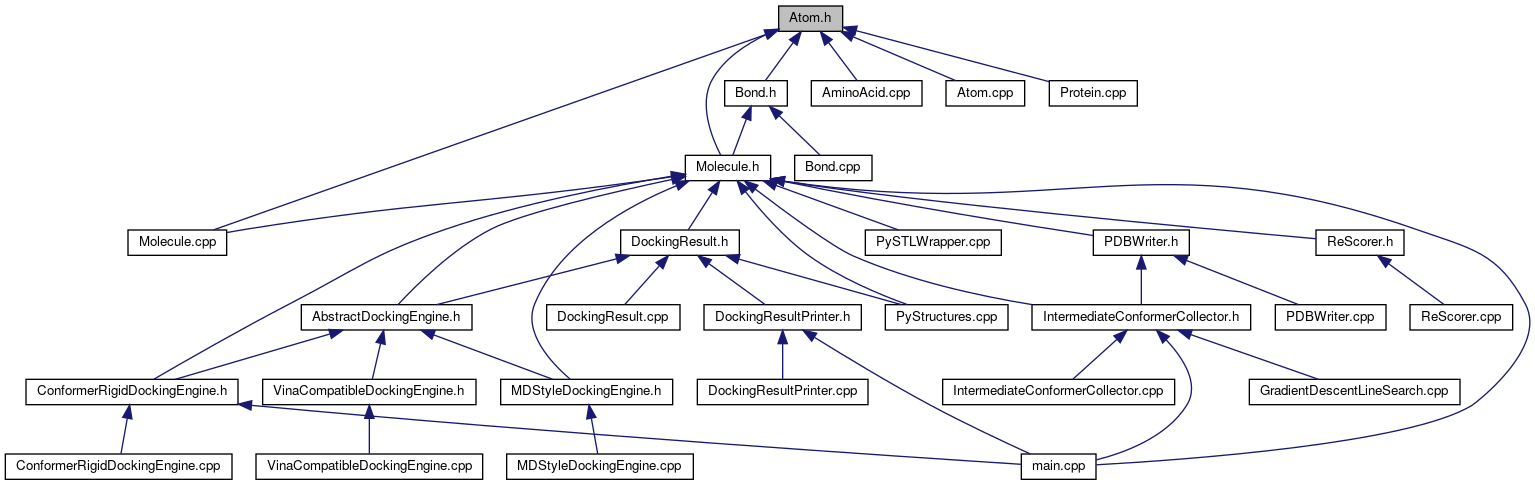 Atom.h
Bond.h
AminoAcid.cpp
Atom.cpp
Protein.cpp
Molecule.h
Bond.cpp
Molecule.cpp
DockingResult.h
PySTLWrapper.cpp
PDBWriter.h
ReScorer.h
AbstractDockingEngine.h
DockingResult.cpp
DockingResultPrinter.h
PyStructures.cpp
IntermediateConformerCollector.h
PDBWriter.cpp
ReScorer.cpp
ConformerRigidDockingEngine.h
VinaCompatibleDockingEngine.h
MDStyleDockingEngine.h
DockingResultPrinter.cpp
IntermediateConformerCollector.cpp
GradientDescentLineSearch.cpp
ConformerRigidDockingEngine.cpp
VinaCompatibleDockingEngine.cpp
MDStyleDockingEngine.cpp
main.cpp